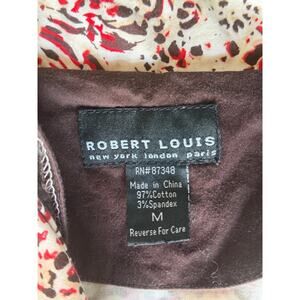 ROBERT LOUIS
new york london paris
RN#87348
Made in China
97%Cotton
3%Spandex
M
Reverse For Care